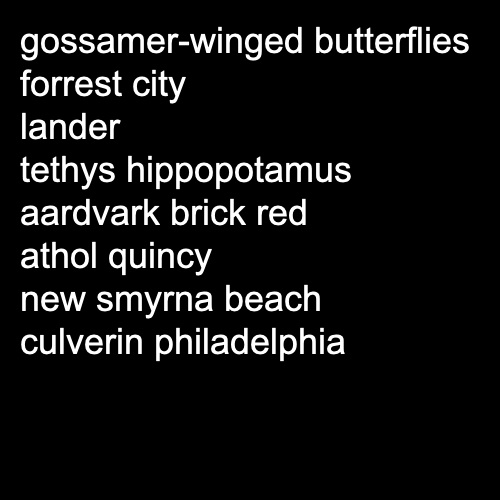 gossamer-winged butterflies
forrest city
lander
tethys hippopotamus
aardvark brick red
athol quincy
new smyrna beach
culverin philadelphia